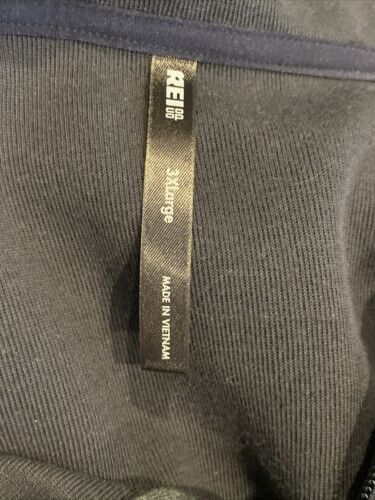 REI
CO
OP
3XLarge
MADE IN VIETNAM